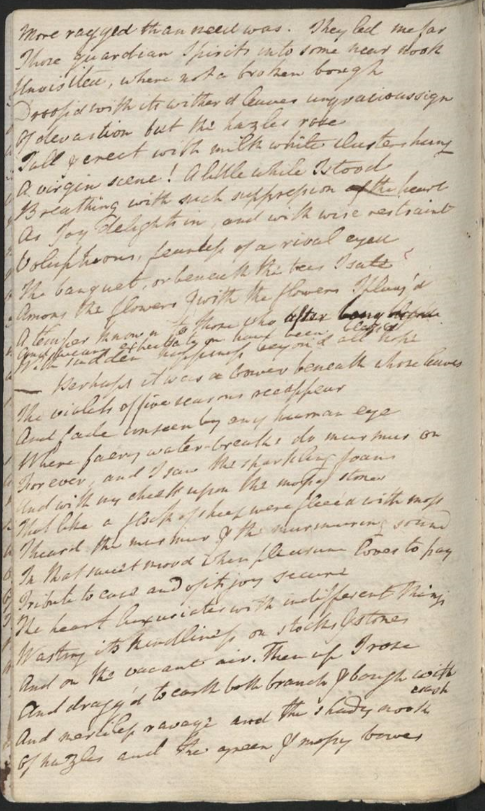 More ragged than need was. They led me far
Those guardian Spirits into some near nook
Unvisited, where not a broken bough
Droop'd with its wither'd leaves ungracious sign
Of devastion but the hazles rose
Tall & erect with milk white clusters hung
A virgin scene! A little while I stood
Breathing with such suppression of the heart
As Joy delights in, and with wise restraint
Voluptuous, fearless of a rival eyed
The banquet, or beneath the trees I sate
Among the flowers & with the flowers I play'd
A temper known to those who after long
And weary expectation have been bless'd
With sudden happiness beyond all hope
— Perhaps it was a bower beneath whose leaves
The violets of five seasons reappear
And fade unseen by any human eye
Where faery water-breaks do murmur on
For ever, and I saw the sparkling foam
And with my cheek upon the mossy stones
That like a flock of sheep were fleec'd with moss
I heard the murmur & the murmuring sound
In that sweet mood when pleasure loves to pay
Tribute to ease and of its joy secure
The heart luxuriates with indifferent things
Wasting its kindliness on stocks & stones
And on the vacant air. Then up I rose
And dragg'd to earth both branch & bough with
crash
And merciless ravage and the shady nook
Of hazles and the green & mossy bower